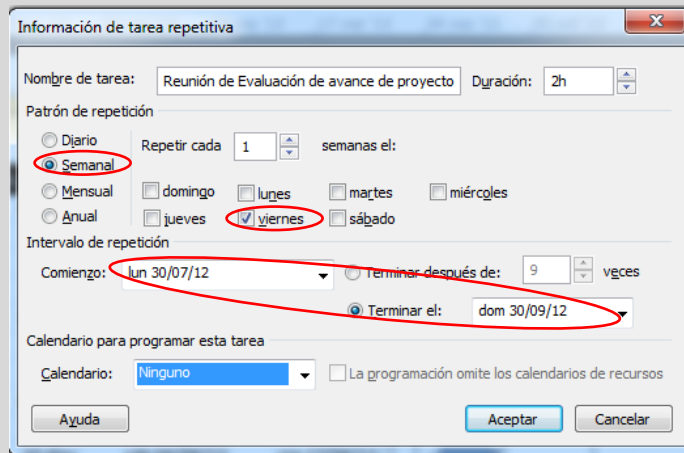 Información de tarea repetitiva
Nombre de tarea: Reunión de Evaluación de avance de proyecto Duración: 2h
Patrón de repetición
Diario Repetir cada 1 semanas el:
Semanal
Mensual domingo lunes martes miércoles
Anual jueves viernes sábado
Intervalo de repetición
Comienzo: lun 30/07/12 Terminar después de: 9 veces
Terminar el: dom 30/09/12
Calendario para programar esta tarea
Calendario: Ninguno La programación omite los calendarios de recursos
Ayuda Aceptar Cancelar